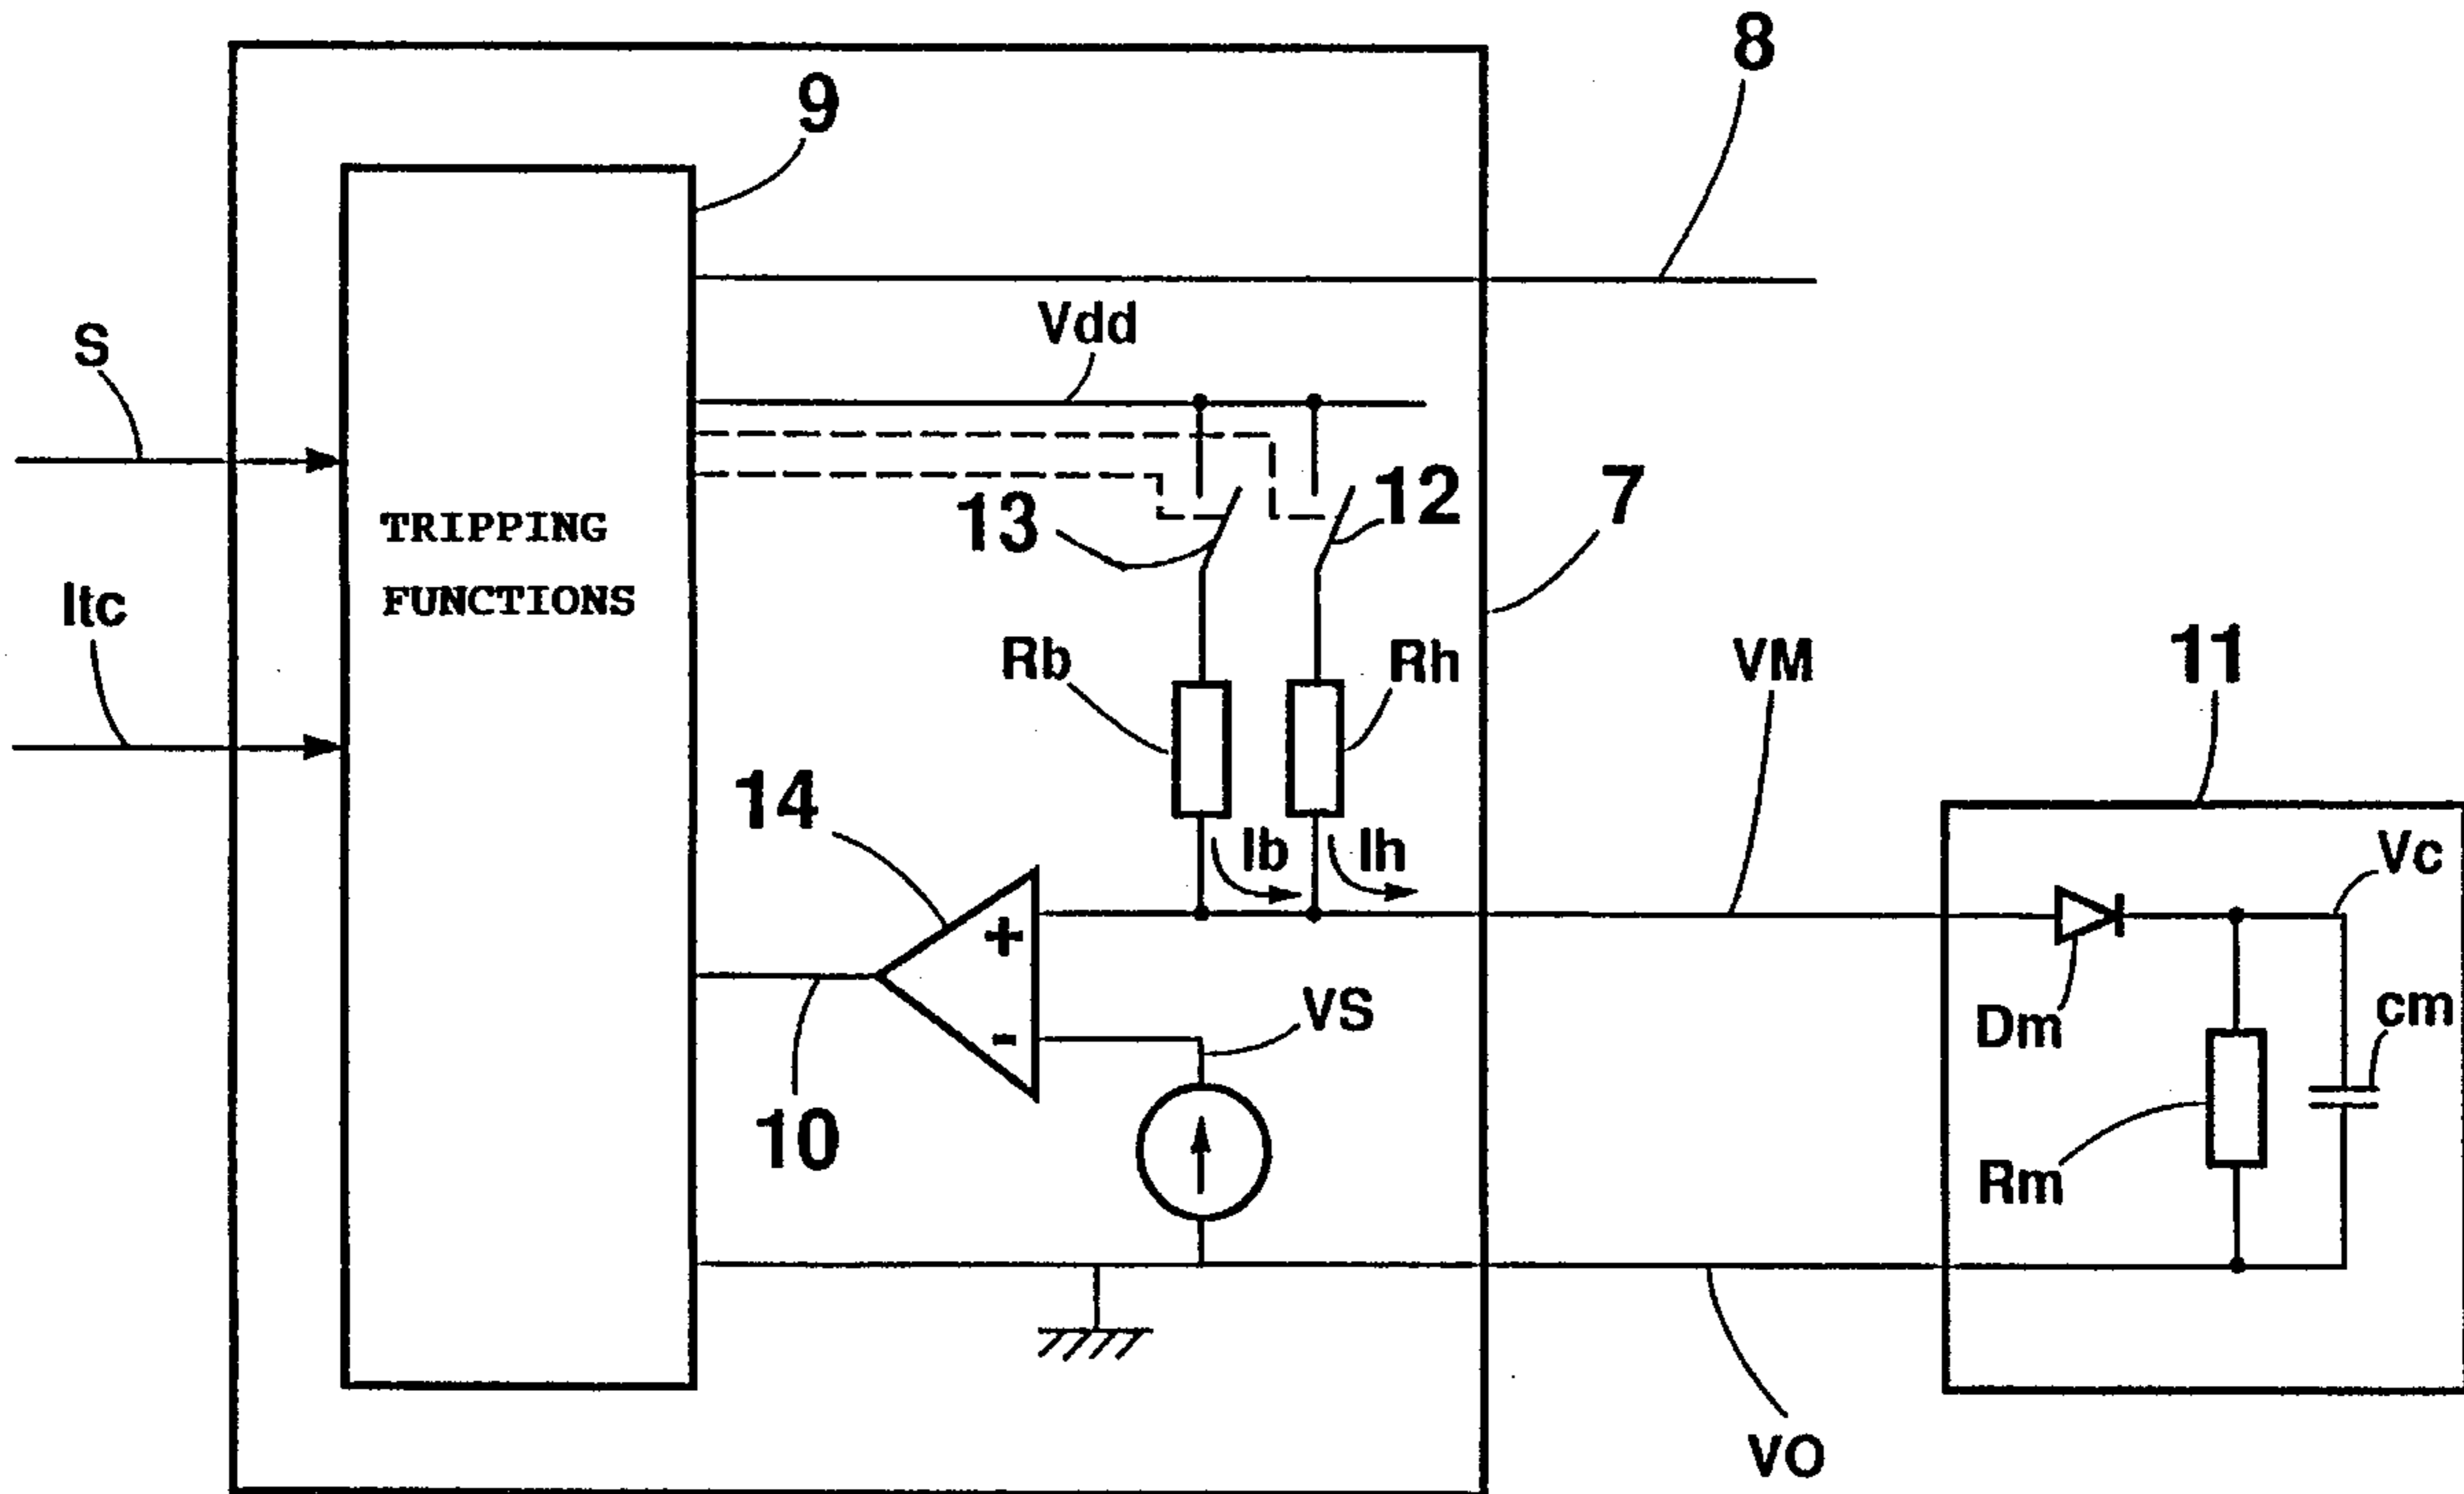 8
9
Vdd
S
13
12
7
TRIPPING
FUNCTIONS
Itc
Rb
Rh
VM
11
14
Ib
Ih
Vc
+
-
VS
Dm
cm
10
Rm
VO